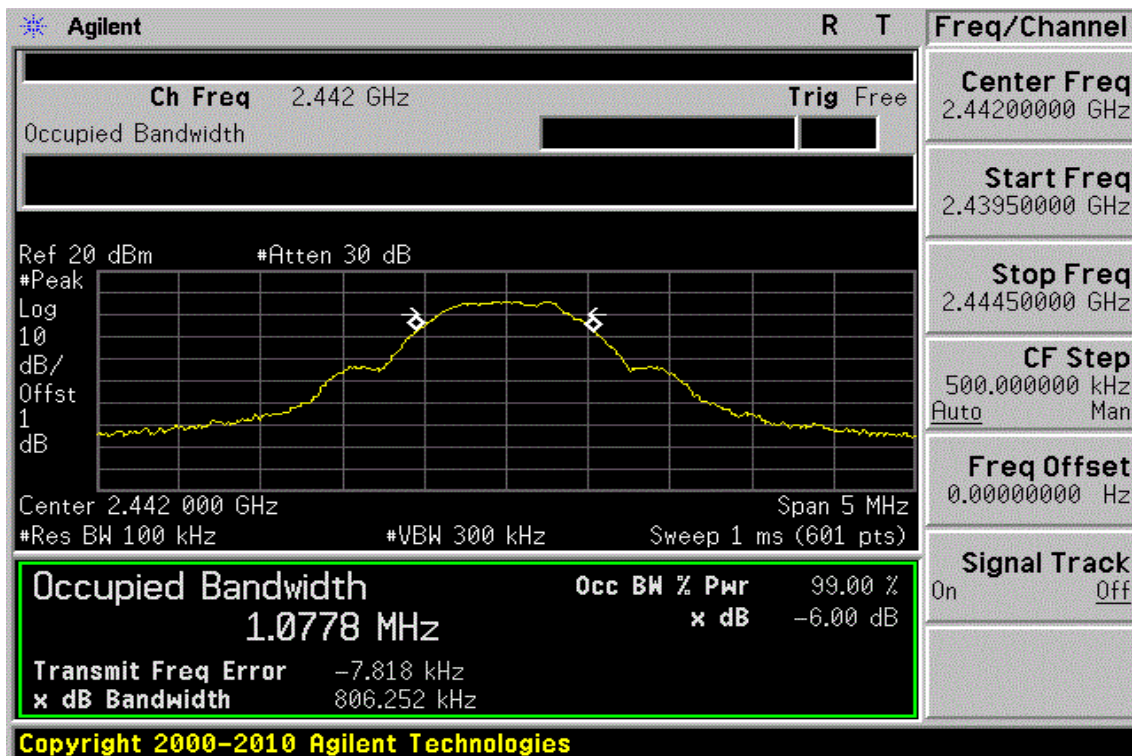 Agilent R T
Freq/Channel
Ch Freq 2.442 GHz Trig Free
Occupied Bandwidth
Center Freq
2.44200000 GHz
Start Freq
2.43950000 GHz
Stop Freq
2.44450000 GHz
CF Step
500.000000 kHz
Auto Man
Freq Offset
0.00000000 Hz
Signal Track
On Off
Ref 20 dBm #Atten 30 dB
#Peak
Log
10
dB/
Offst
1
dB
Center 2.442 000 GHz Span 5 MHz
#Res BW 100 kHz #VBW 300 kHz Sweep 1 ms (601 pts)
Occupied Bandwidth
1.0778 MHz
Occ BW % Pwr 99.00 %
x dB -6.00 dB
Transmit Freq Error -7.818 kHz
x dB Bandwidth 806.252 kHz
Copyright 2000-2010 Agilent Technologies